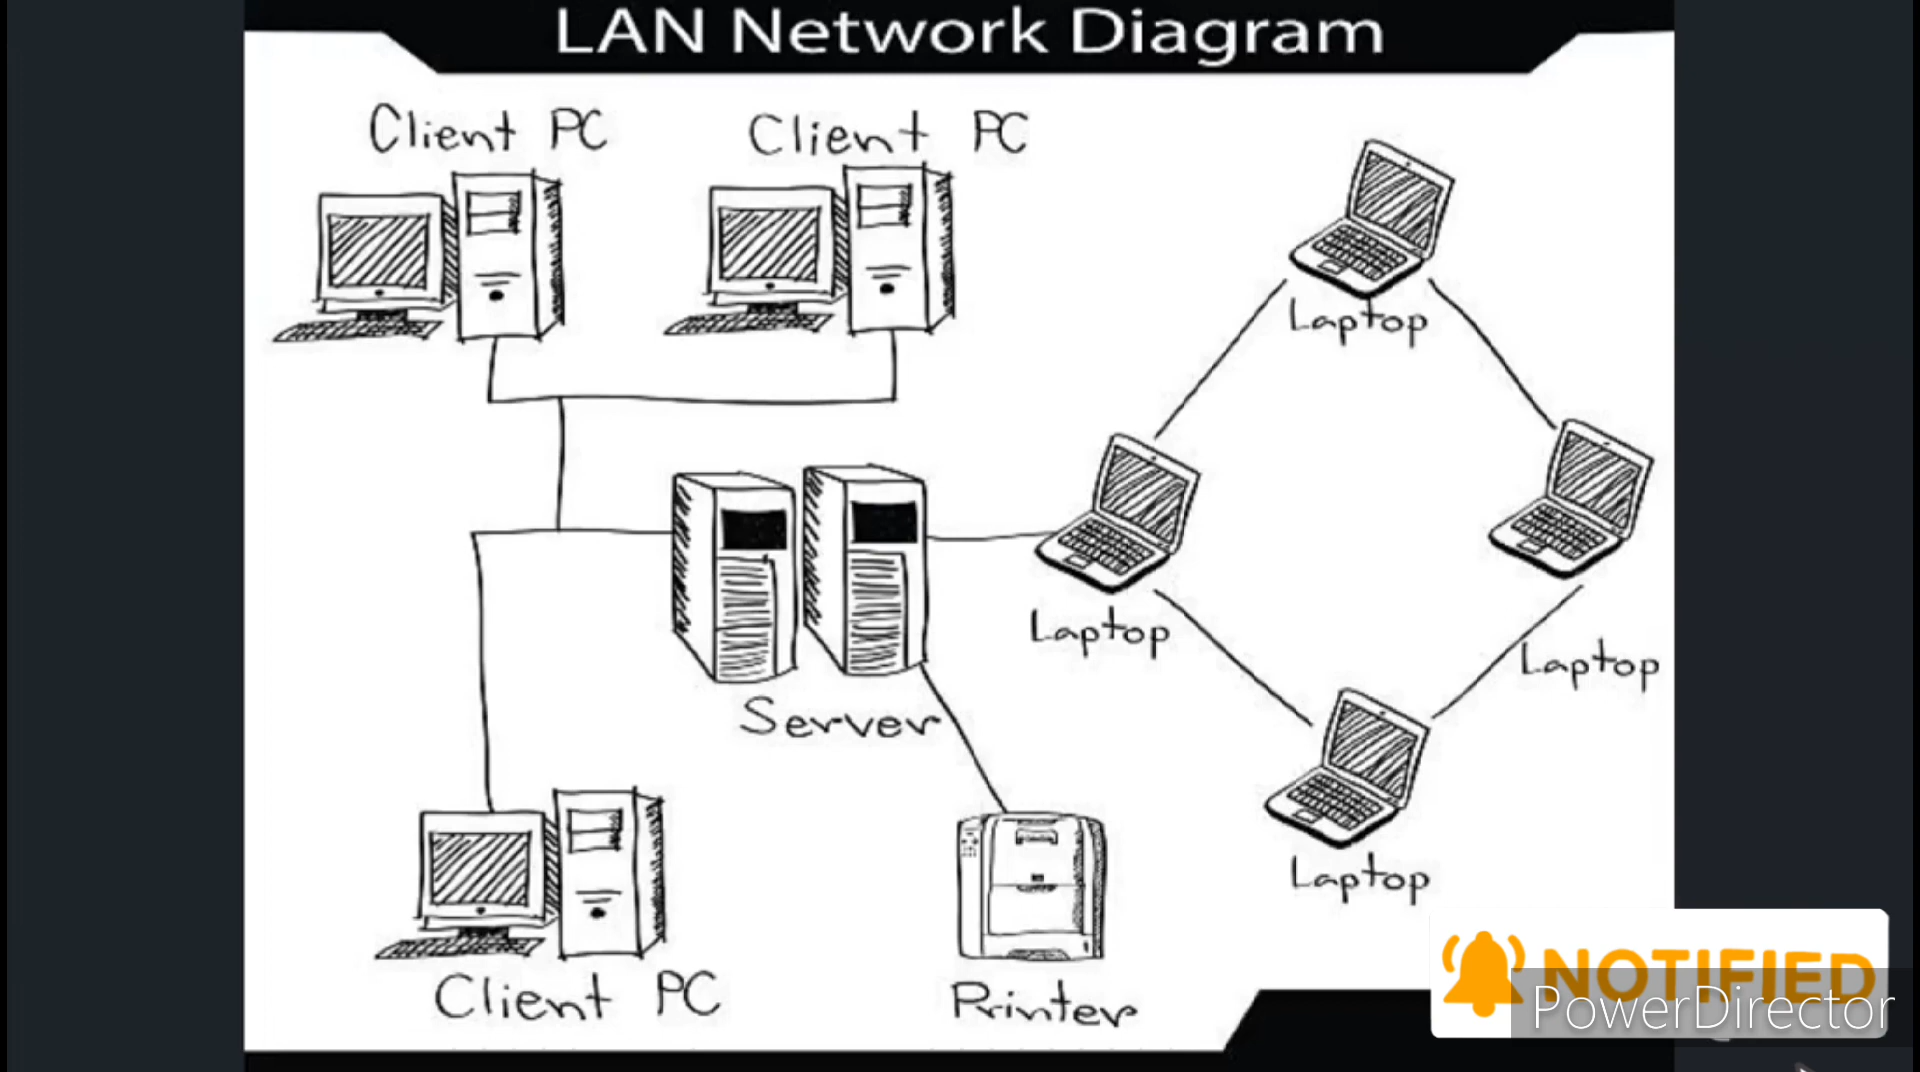 LAN Network Diagram
Client PC
Client PC
Laptop
Laptop
Laptop
Server
Laptop
Client PC
Printer
NOTIFIED
PowerDirector